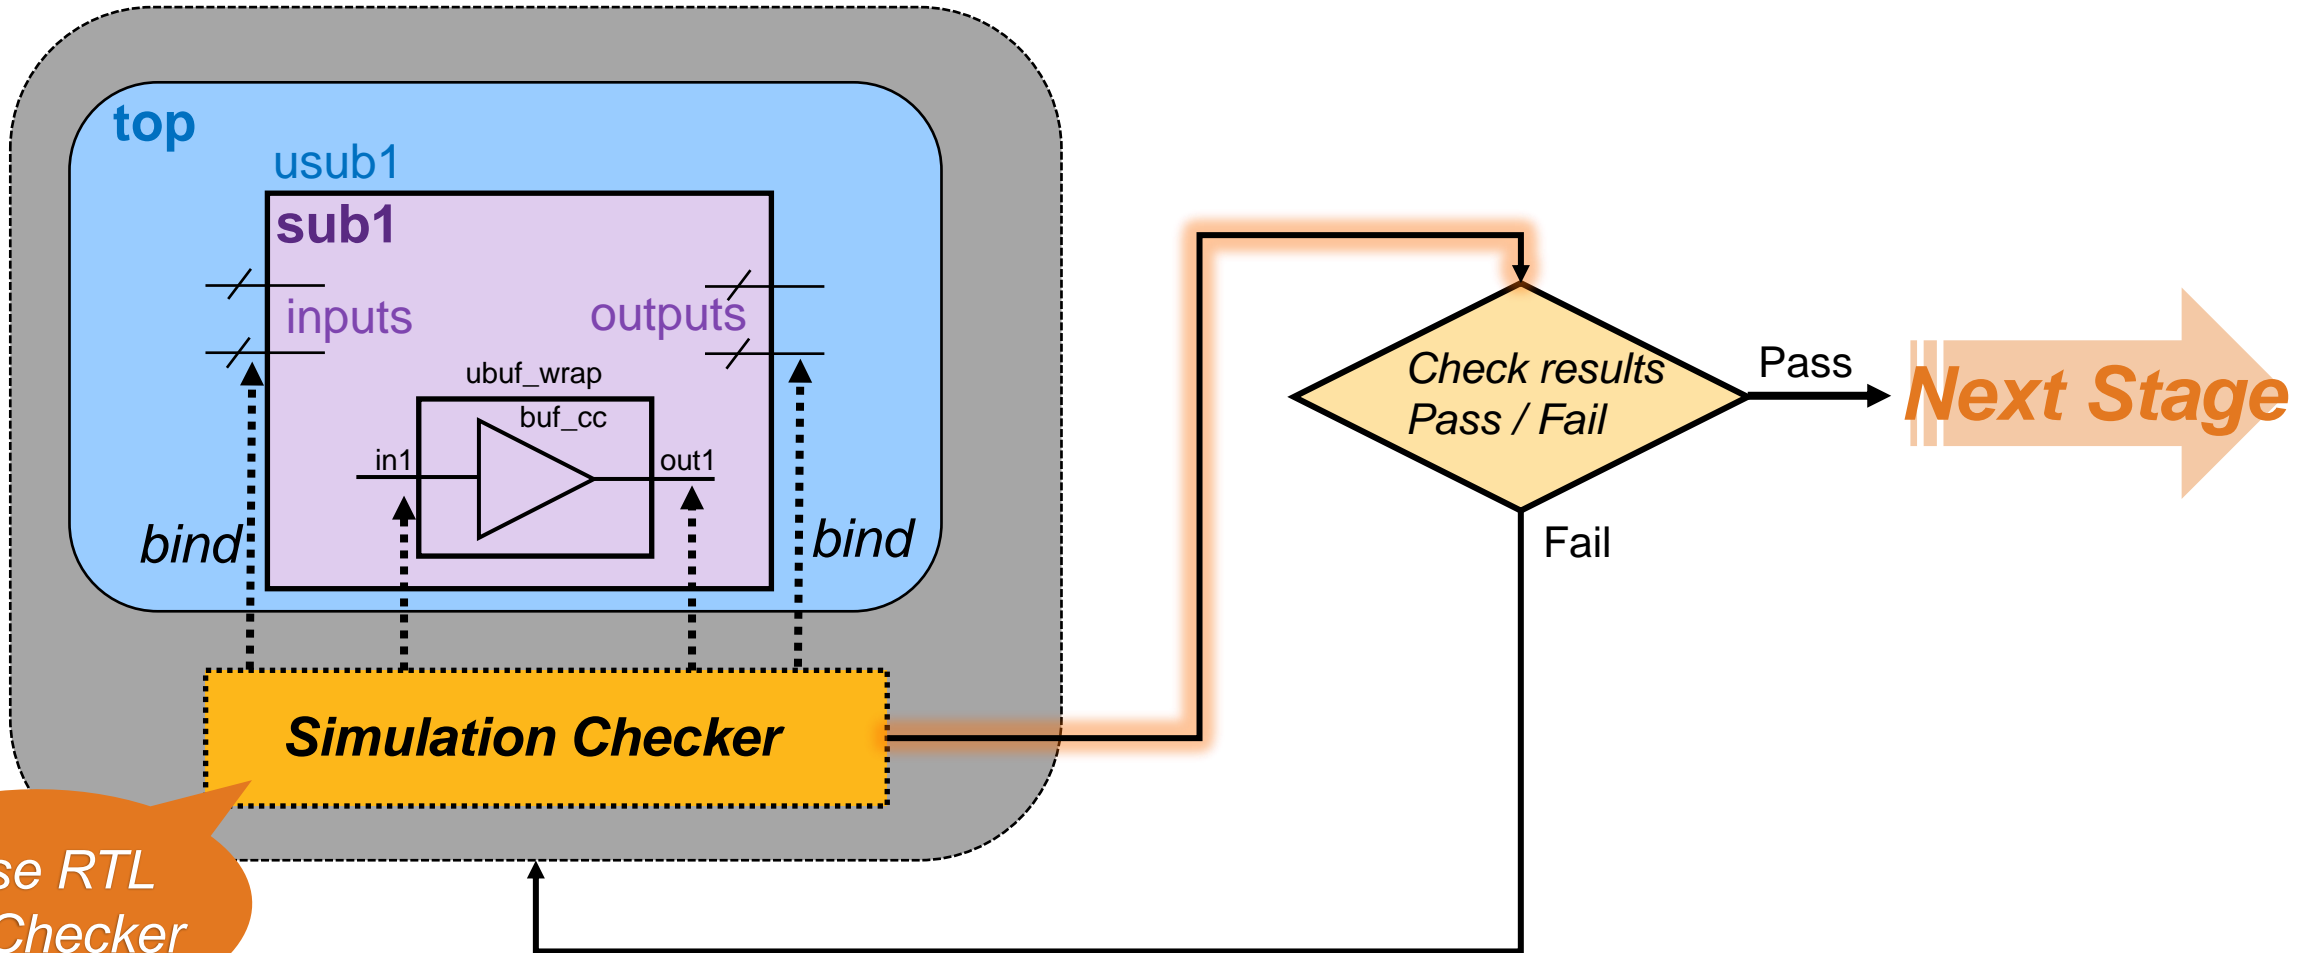 top
usub1
sub1
inputs
outputs
ubuf_wrap
buf_cc
in1
out1
bind
bind
Simulation Checker
RTL
Checker
Check results
Pass / Fail
Pass
Fail
Next Stage